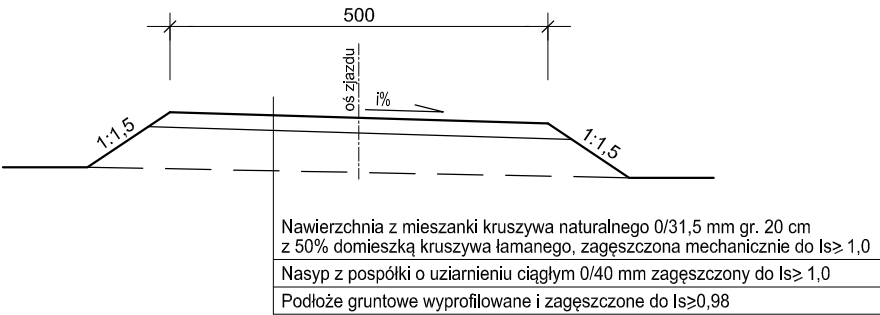 500
oś zjazdu
i%
1:1,5
1:1,5
Nawierzchnia z mieszanki kruszywa naturalnego 0/31,5 mm gr. 20 cm
z 50% domieszką kruszywa łamanego, zagęszczona mechanicznie do Is≥ 1,0
Nasyp z pospółki o uziarnieniu ciągłym 0/40 mm zagęszczony do Is≥ 1,0
Podłoże gruntowe wyprofilowane i zagęszczone do Is≥0,98